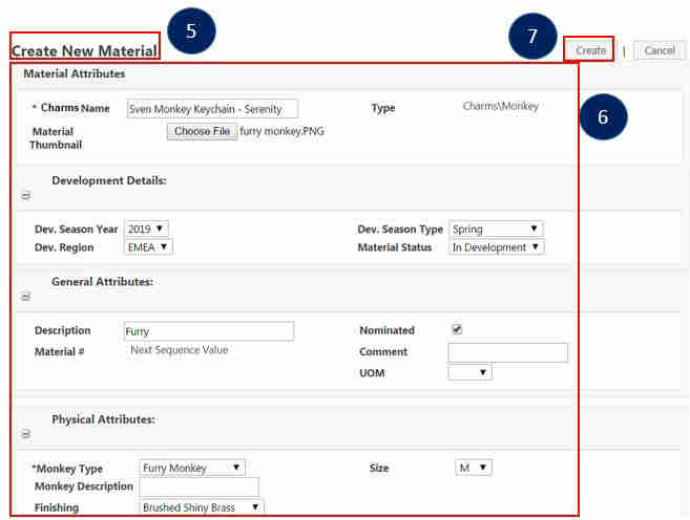 5
7
Create New Material
Create | Cancel
Material Attributes
6
* Charms Name Sven Monkey Keychain - Serenity Type Charms\Monkey
Material Thumbnail Choose File furry monkey.PNG
Development Details:
Dev. Season Year 2019 Dev. Season Type Spring
Dev. Region EMEA Material Status In Development
General Attributes:
Description Furry Nominated
Material # Next Sequence Value Comment
UOM
Physical Attributes:
*Monkey Type Furry Monkey Size M
Monkey Description
Finishing Brushed Shiny Brass